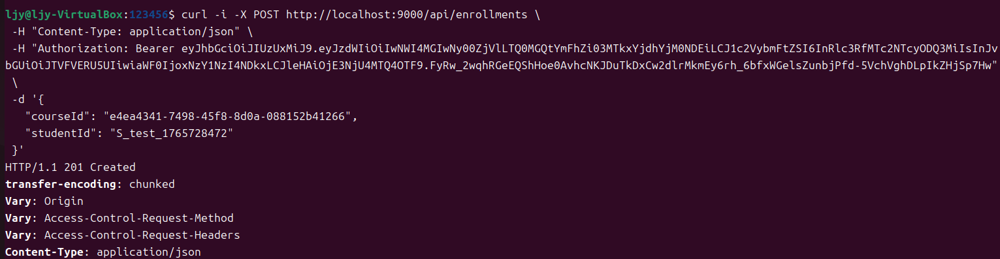 ljy@ljy-VirtualBox:123456$ curl -i -X POST http://localhost:9000/api/enrollments \
-H "Content-Type: application/json" \
-H "Authorization: Bearer eyJhbGciOiJIUzUxMiJ9.eyJzdWIiOiIwNWI4MGIwNy00ZjVlLTQ0MGQtYmFhZi03MTkxYjdhYjM0NDEiLCJ1c2VybmFtZSI6InRlc3RfMTc2NTcyODQ3MiIsInJv
bGUiOiJTVFVERU5UIiwiaWF0IjoxNzY1NzI4NDkxLCJleHAiOjE3NjU4MTQ4OTF9.FyRw_2wqhRGeEQShHoe0AvhcNKJDuTkDxCw2dlrMkmEy6rh_6bfxWGelsZunbjPfd-5VchVghDLpIkZHjSp7Hw"
\
-d '{
"courseId": "e4ea4341-7498-45f8-8d0a-088152b41266",
"studentId": "S_test_1765728472"
}'
HTTP/1.1 201 Created
transfer-encoding: chunked
Vary: Origin
Vary: Access-Control-Request-Method
Vary: Access-Control-Request-Headers
Content-Type: application/json